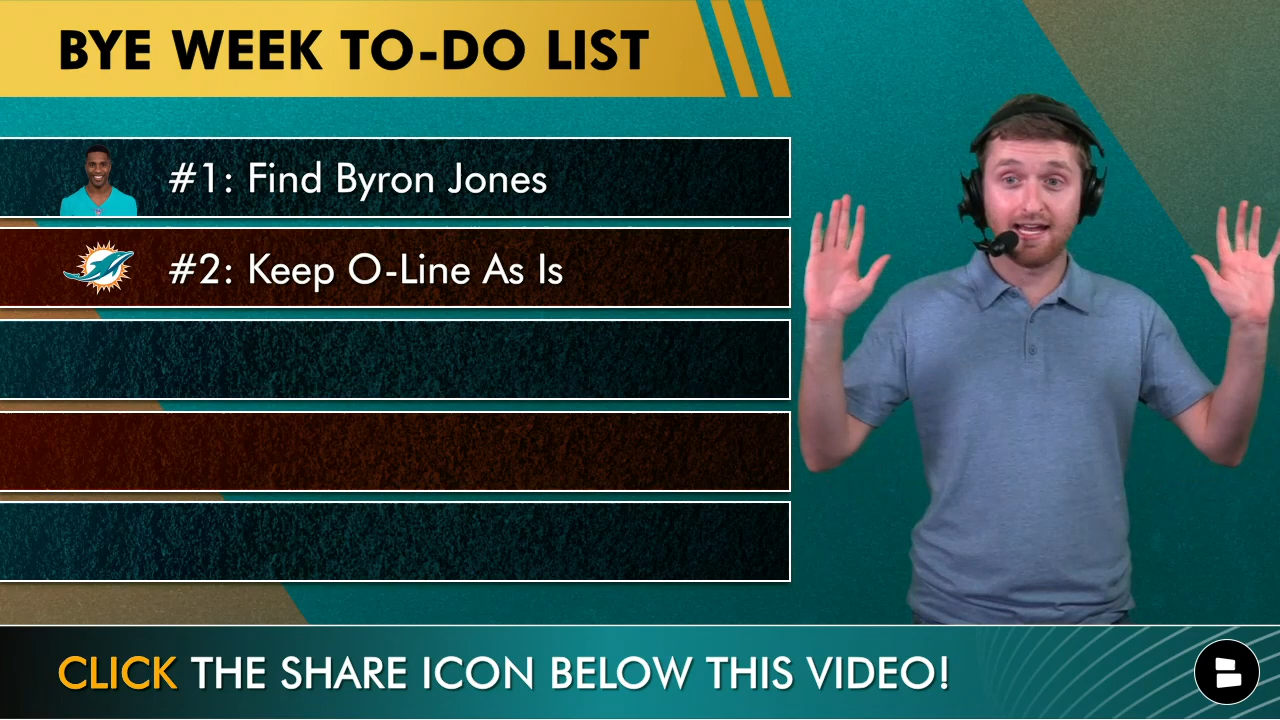 BYE WEEK TO-DO LIST
#1: Find Byron Jones
#2: Keep O-Line As Is
CLICK THE SHARE ICON BELOW THIS VIDEO!